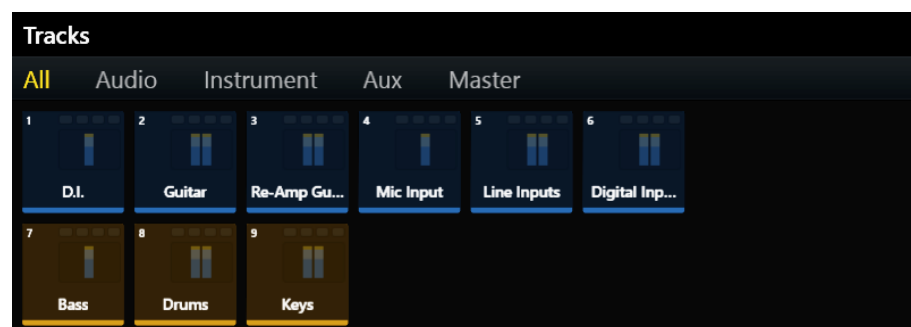 Tracks
All Audio Instrument Aux Master
1 2 3 4 5 6
D.I. Guitar Re-Amp Gu... Mic Input Line Inputs Digital Inp...
7 8 9
Bass Drums Keys